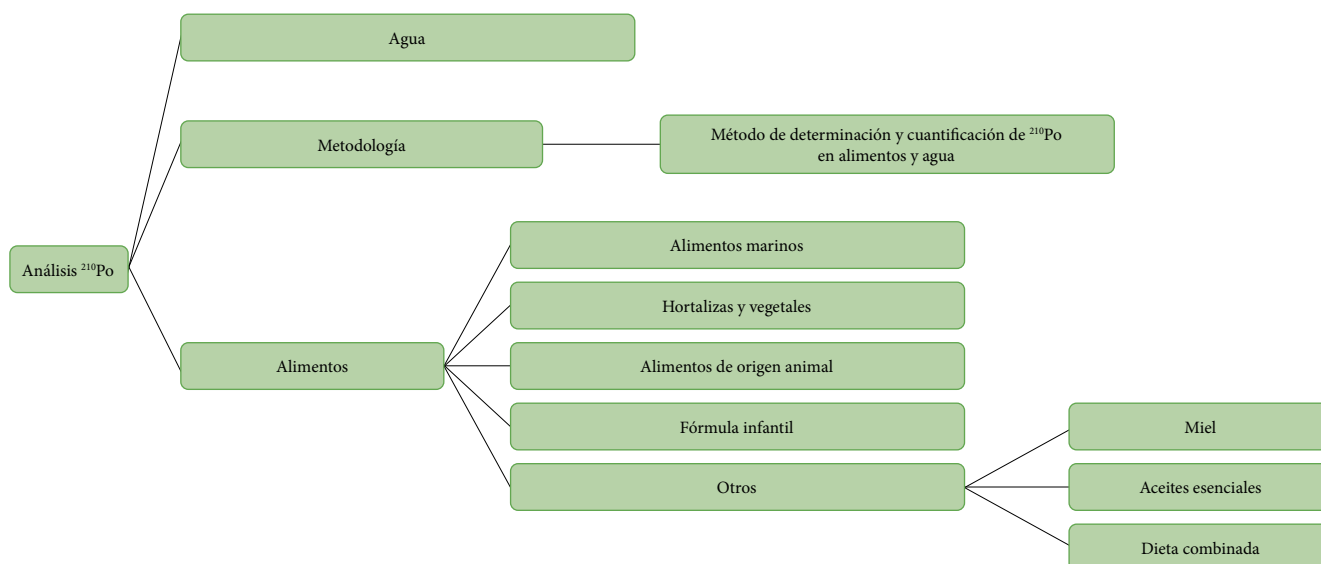 Agua
Metodología
Método de determinación y cuantificación de ²¹⁰Po
en alimentos y agua
Análisis ²¹⁰Po
Alimentos
Alimentos marinos
Hortalizas y vegetales
Alimentos de origen animal
Fórmula infantil
Otros
Miel
Aceites esenciales
Dieta combinada